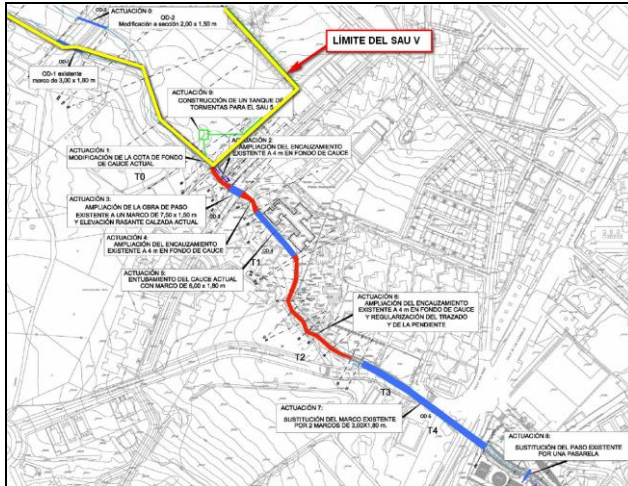 ACTUACIÓN 0:
OD-2
Modificación a sección 2,00 x 1,50 m
LÍMITE DEL SAU V
OD-1 existente
marco de 3,00 x 1,80 m
ACTUACIÓN 9:
CONSTRUCCIÓN DE UN TANQUE DE
TORMENTAS PARA EL SAU 5
ACTUACIÓN 2:
AMPLIACIÓN DEL ENCAUZAMIENTO
EXISTENTE A 4 m EN FONDO DE CAUCE
ACTUACIÓN 1:
MODIFICACIÓN DE LA COTA DE FONDO
DE CAUCE ACTUAL
T0
ACTUACIÓN 3:
AMPLIACIÓN DE LA OBRA DE PASO
EXISTENTE A UN MARCO DE 7,50 x 1,50 m
Y ELEVACIÓN RASANTE CALZADA ACTUAL
ACTUACIÓN 4:
AMPLIACIÓN DEL ENCAUZAMIENTO
EXISTENTE A 4 m EN FONDO DE CAUCE
T1
ACTUACIÓN 5:
ENTUBAMIENTO DEL CAUCE ACTUAL
CON MARCO DE 6,00 x 1,80 m
ACTUACIÓN 6:
AMPLIACIÓN DEL ENCAUZAMIENTO
EXISTENTE A 4 m EN FONDO DE CAUCE
Y REGULARIZACIÓN DEL TRAZADO
Y DE LA PENDIENTE
T2
T3
ACTUACIÓN 7:
SUSTITUCIÓN DEL MARCO EXISTENTE
POR 2 MARCOS DE 3,00X1,80 m.
T4
ACTUACIÓN 8:
SUSTITUCIÓN DEL PASO EXISTENTE
POR UNA PASARELA